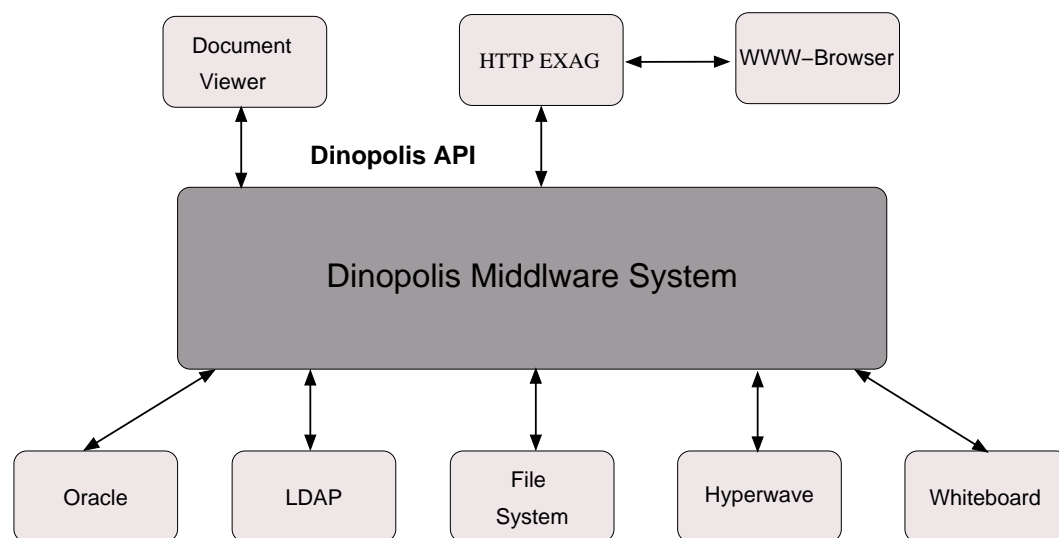 Document
Viewer
HTTP EXAG
WWW–Browser
Dinopolis API
Dinopolis Middlware System
Oracle
LDAP
File
System
Hyperwave
Whiteboard